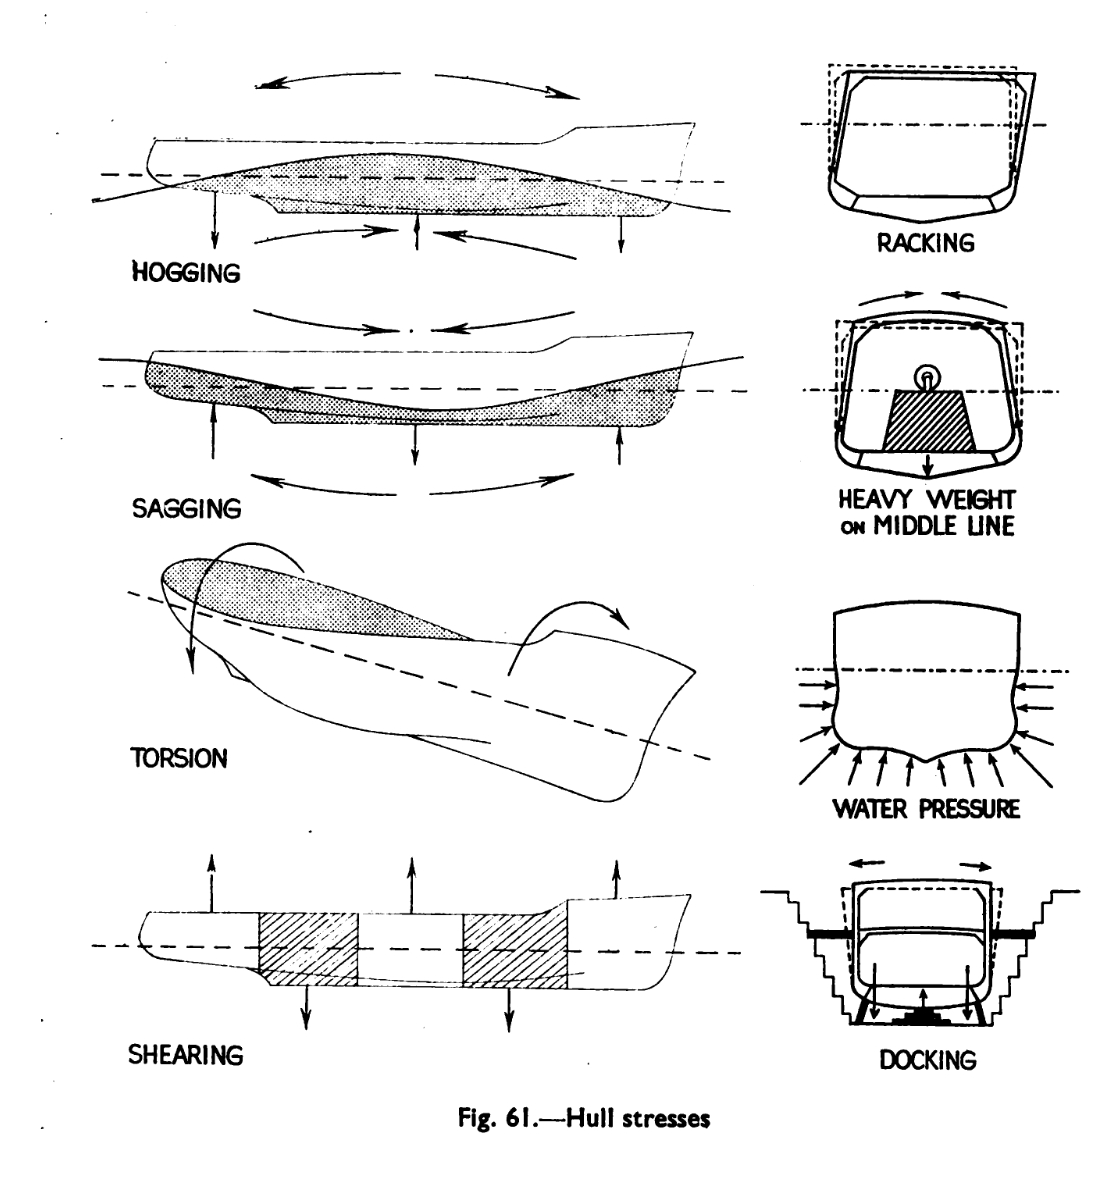 HOGGING
RACKING
SAGGING
HEAVY WEIGHT
ON MIDDLE LINE
TORSION
WATER PRESSURE
SHEARING
DOCKING
Fig. 61.—Hull stresses